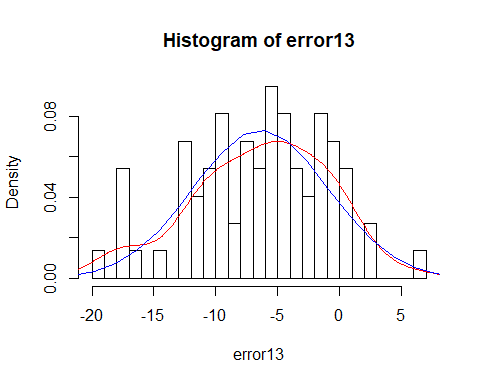 Histogram of error13
Density
0.08
0.04
0.00
-20 -15 -10 -5 0 5
error13